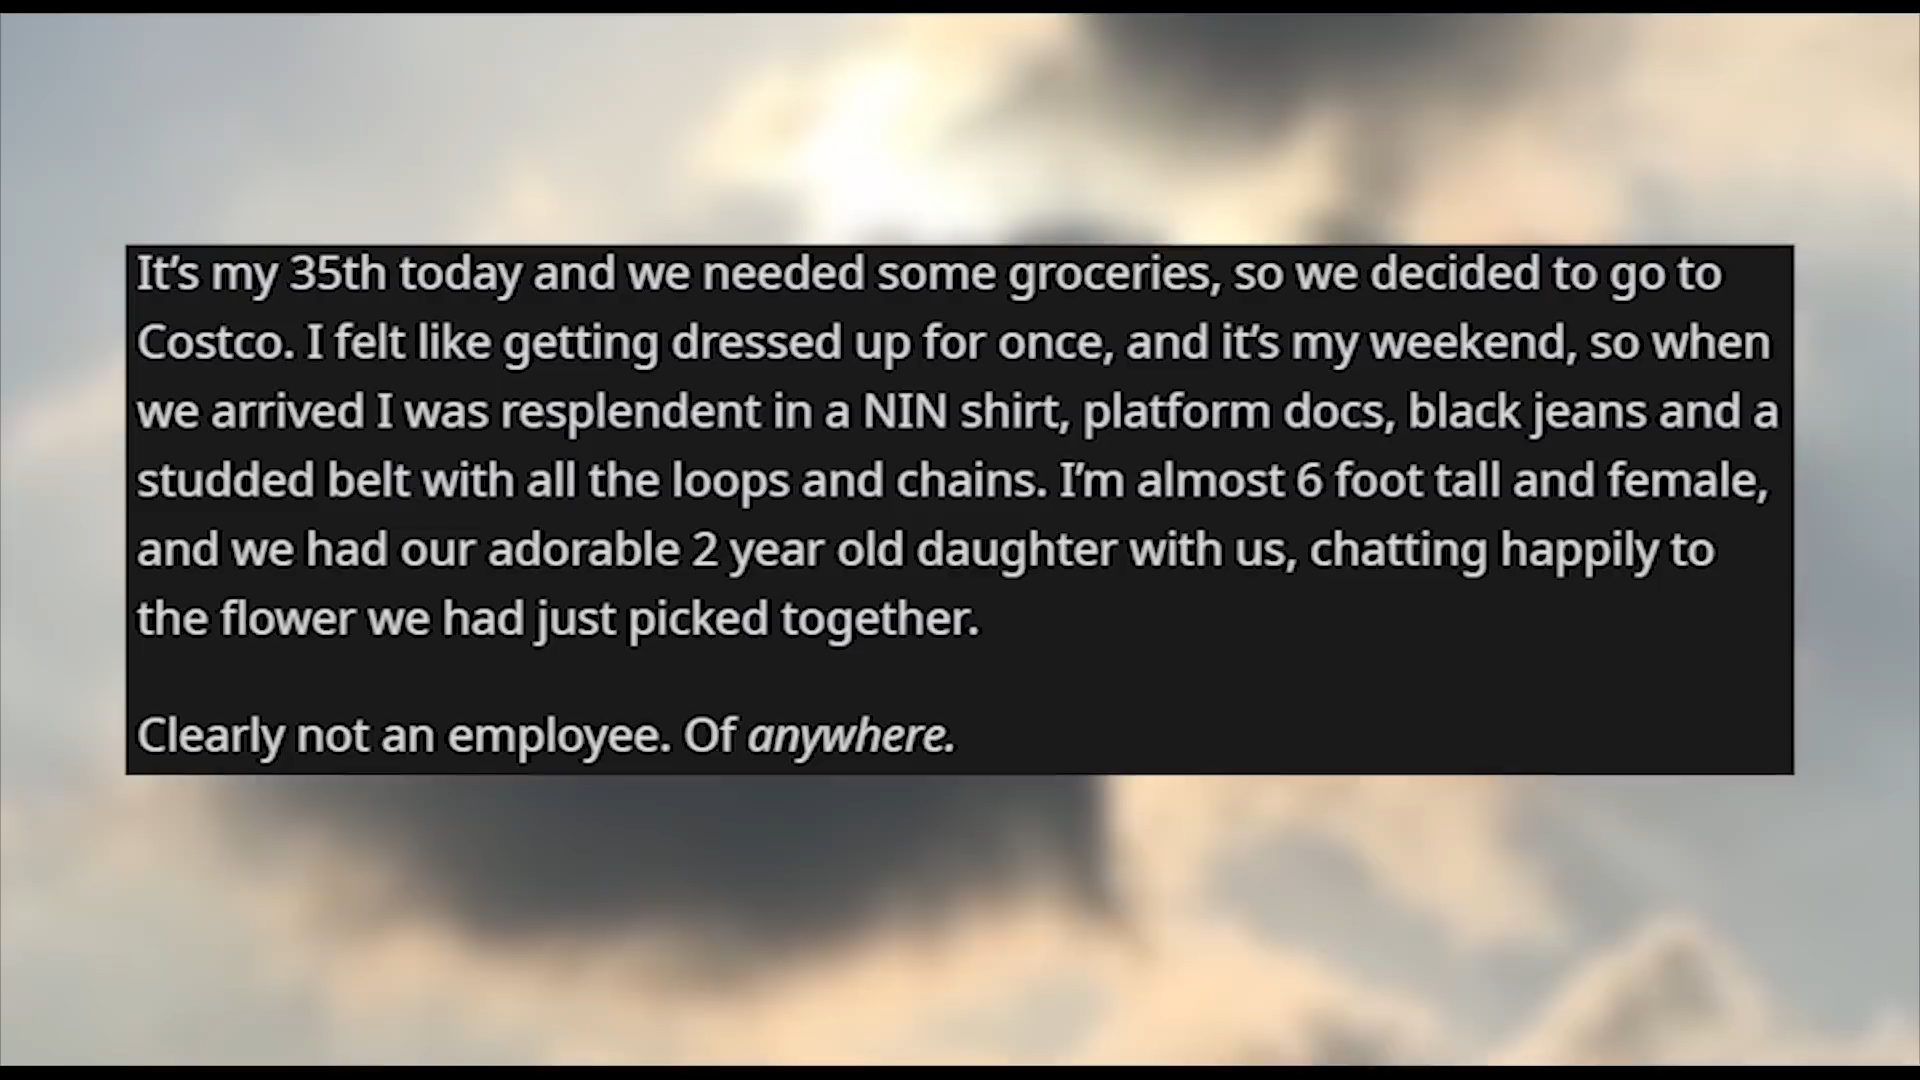 It’s my 35th today and we needed some groceries, so we decided to go to
Costco. I felt like getting dressed up for once, and it’s my weekend, so when
we arrived I was resplendent in a NIN shirt, platform docs, black jeans and a
studded belt with all the loops and chains. I’m almost 6 foot tall and female,
and we had our adorable 2 year old daughter with us, chatting happily to
the flower we had just picked together.
Clearly not an employee. Of anywhere.